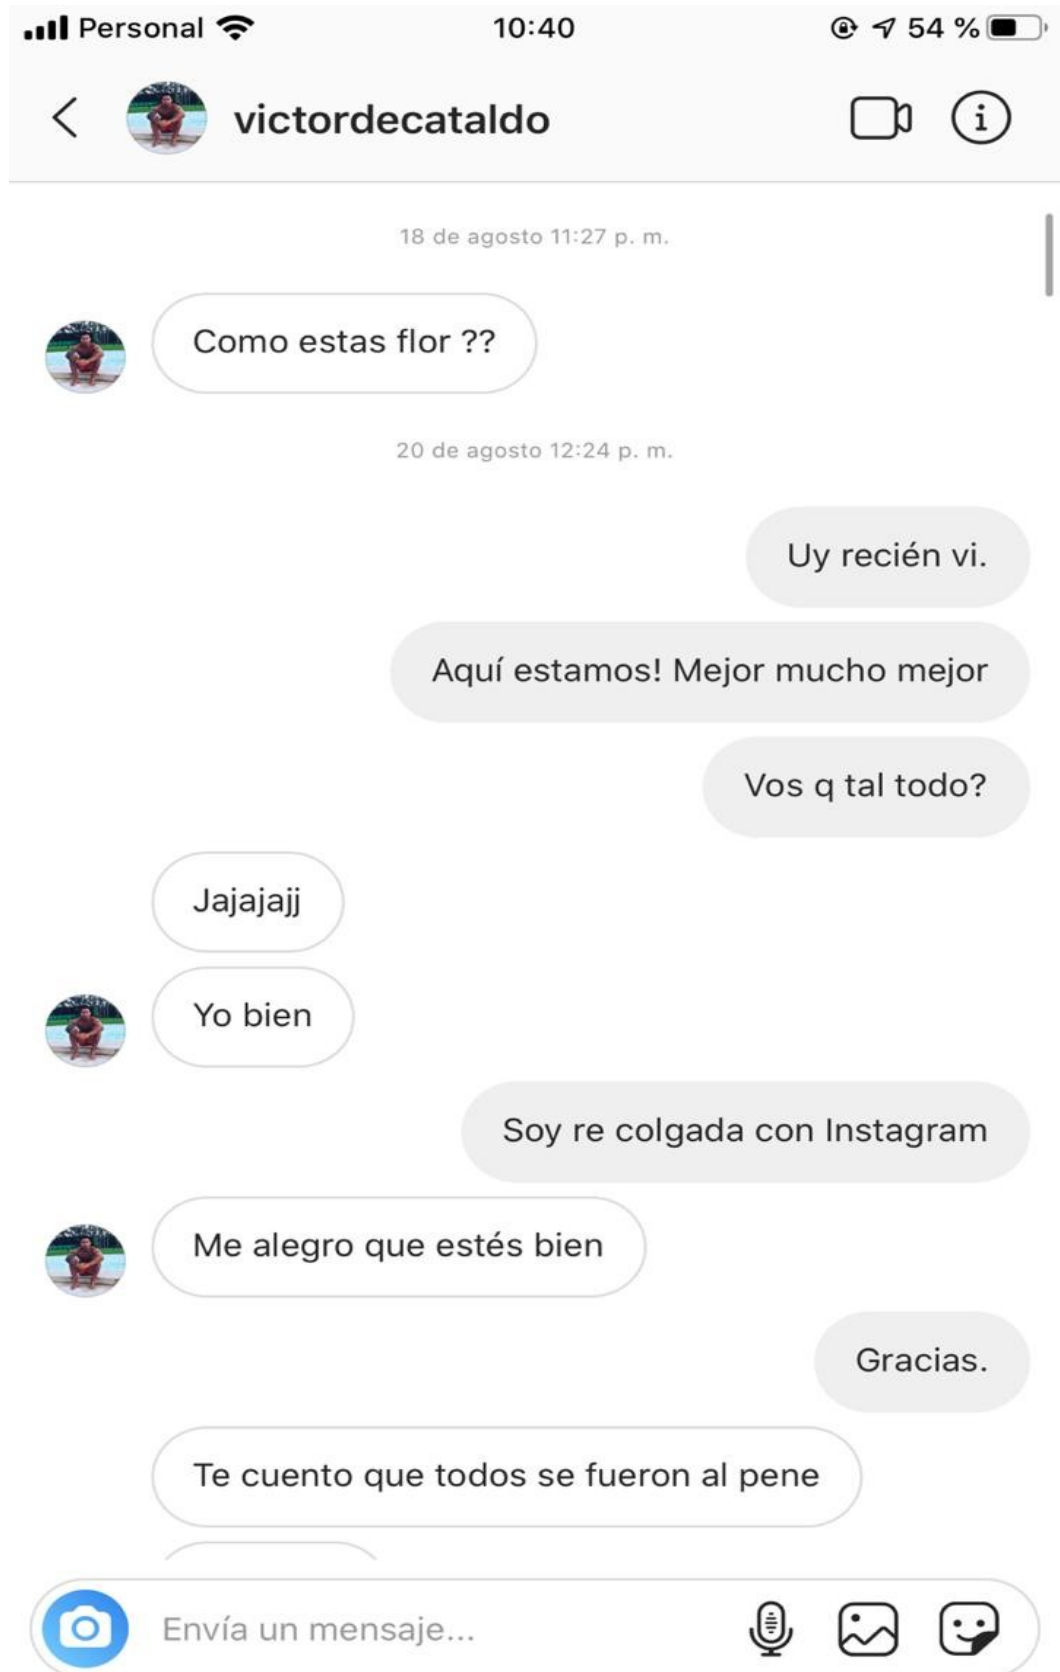 Personal 10:40 54 %
victordecataldo
18 de agosto 11:27 p. m.
Como estas flor ??
20 de agosto 12:24 p. m.
Uy recién vi.
Aquí estamos! Mejor mucho mejor
Vos q tal todo?
Jajajajj
Yo bien
Soy re colgada con Instagram
Me alegro que estés bien
Gracias.
Te cuento que todos se fueron al pene
Envía un mensaje...